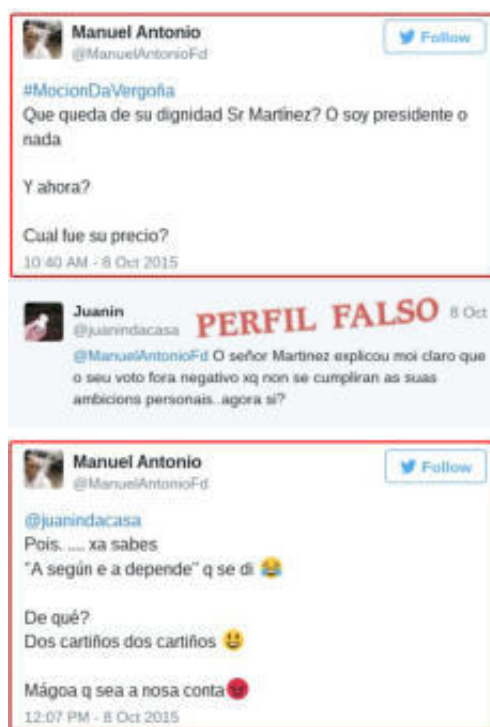 Manuel Antonio
@ManuelAntonioFd
Follow
#MocionDaVergoña
Que queda de su dignidad Sr Martínez? O soy presidente o
nada
Y ahora?
Cual fue su precio?
10:40 AM - 8 Oct 2015
Juanin
@juanindacasa
PERFIL FALSO
8 Oct
@ManuelAntonioFd O señor Martinez explicou moi claro que
o seu voto fora negativo xq non se cumpliran as suas
ambicions personais..agora si?
Manuel Antonio
@ManuelAntonioFd
Follow
@juanindacasa
Pois. .... xa sabes
"A según e a depende" q se di 😂
De qué?
Dos cartiños dos cartiños 😃
Mágoa q sea a nosa conta😡
12:07 PM - 8 Oct 2015